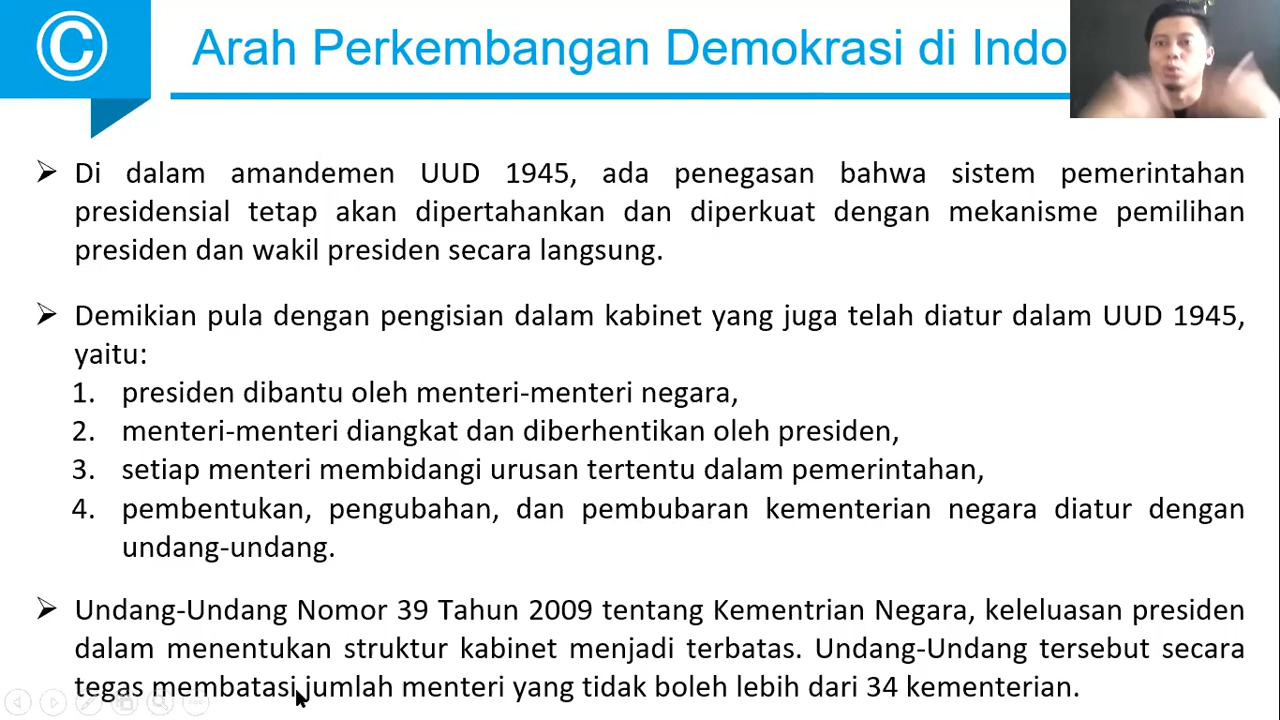 ©
Arah Perkembangan Demokrasi di Indo
➢ Di dalam amandemen UUD 1945, ada penegasan bahwa sistem pemerintahan
presidensial tetap akan dipertahankan dan diperkuat dengan mekanisme pemilihan
presiden dan wakil presiden secara langsung.
➢ Demikian pula dengan pengisian dalam kabinet yang juga telah diatur dalam UUD 1945,
yaitu:
1. presiden dibantu oleh menteri-menteri negara,
2. menteri-menteri diangkat dan diberhentikan oleh presiden,
3. setiap menteri membidangi urusan tertentu dalam pemerintahan,
4. pembentukan, pengubahan, dan pembubaran kementerian negara diatur dengan
undang-undang.
➢ Undang-Undang Nomor 39 Tahun 2009 tentang Kementrian Negara, keleluasan presiden
dalam menentukan struktur kabinet menjadi terbatas. Undang-Undang tersebut secara
tegas membatasi jumlah menteri yang tidak boleh lebih dari 34 kementerian.